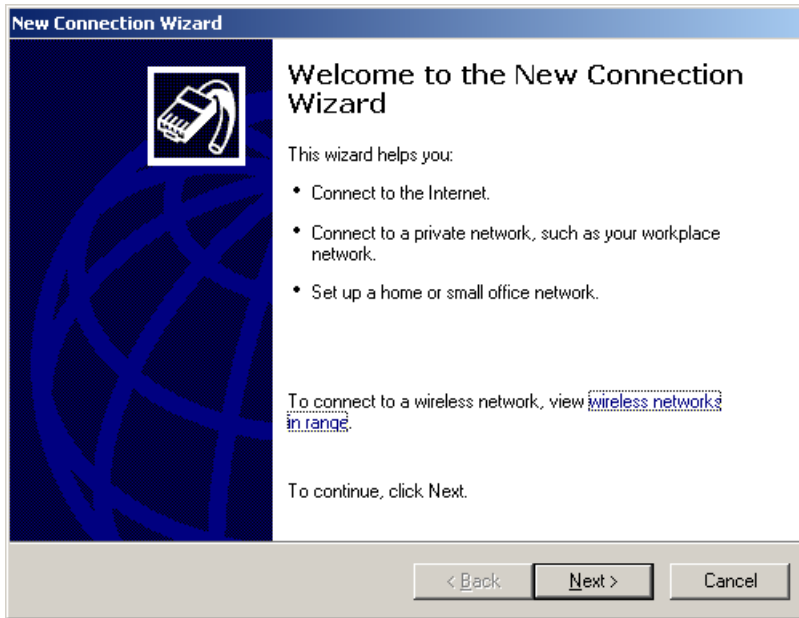 New Connection Wizard
Welcome to the New Connection
Wizard
This wizard helps you:
• Connect to the Internet.
• Connect to a private network, such as your workplace
network.
• Set up a home or small office network.
To connect to a wireless network, view wireless networks
in range.
To continue, click Next.
< Back Next > Cancel